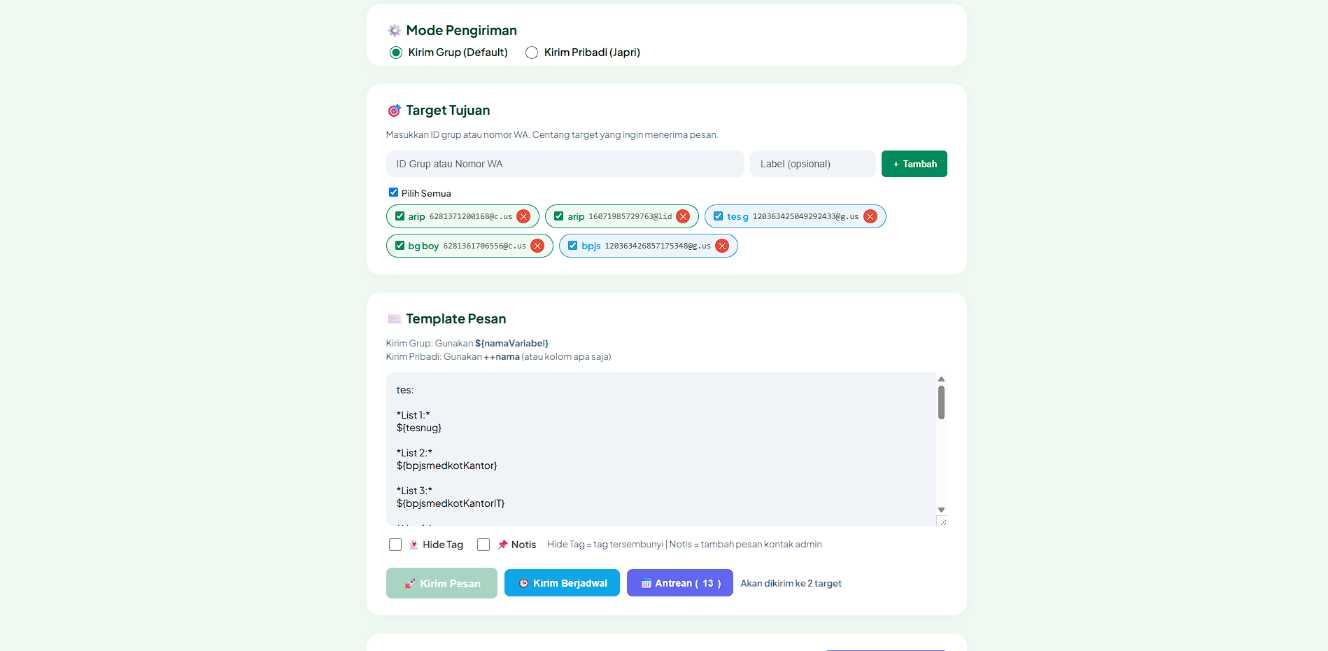 Mode Pengiriman
Kirim Grup (Default) Kirim Pribadi (Japri)
Target Tujuan
Masukkan ID grup atau nomor WA. Centang target yang ingin menerima pesan.
ID Grup atau Nomor WA Label (opsional) + Tambah
Pilih Semua
arip 6281371200168@c.us arip 16071985729763@lid tes g 120363425049292433@g.us
bg boy 6281361706556@c.us bpjs 120363426857175348@g.us
Template Pesan
Kirim Grup: Gunakan ${namaVariabel}
Kirim Pribadi: Gunakan ++nama (atau kolom apa saja)
tes:
*List 1:*
${tesnug}
*List 2:*
${bpjsmedkotKantor}
*List 3:*
${bpjsmedkotKantorIT}
Hide Tag Notis Hide Tag = tag tersembunyi | Notis = tambah pesan kontak admin
Kirim Pesan Kirim Berjadwal Antrean ( 13 ) Akan dikirim ke 2 target